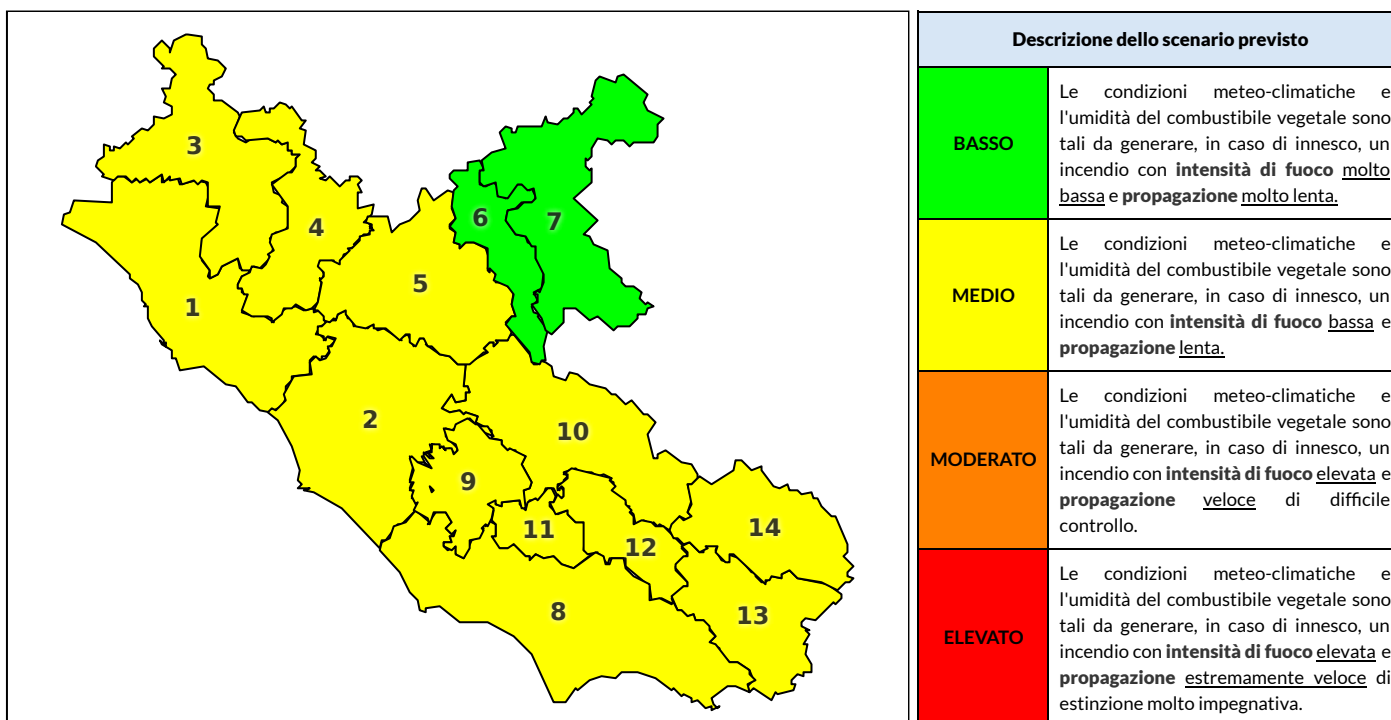 3
4
6
7
5
1
2
10
9
11
12
14
8
13
Descrizione dello scenario previsto
BASSO
Le condizioni meteo-climatiche e
l'umidità del combustibile vegetale sono
tali da generare, in caso di innesco, un
incendio con intensità di fuoco molto
bassa e propagazione molto lenta.
MEDIO
Le condizioni meteo-climatiche e
l'umidità del combustibile vegetale sono
tali da generare, in caso di innesco, un
incendio con intensità di fuoco bassa e
propagazione lenta.
MODERATO
Le condizioni meteo-climatiche e
l'umidità del combustibile vegetale sono
tali da generare, in caso di innesco, un
incendio con intensità di fuoco elevata e
propagazione veloce di difficile
controllo.
ELEVATO
Le condizioni meteo-climatiche e
l'umidità del combustibile vegetale sono
tali da generare, in caso di innesco, un
incendio con intensità di fuoco elevata e
propagazione estremamente veloce di
estinzione molto impegnativa.